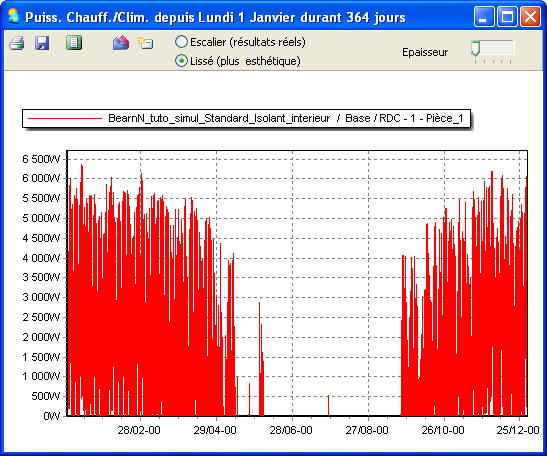 Puiss. Chauff./Clim. depuis Lundi 1 Janvier durant 364 jours
Escalier (résultats réels)
Lissé (plus esthétique)
Epaisseur
BearnN_tuto_simul_Standard_Isolant_interieur / Base / RDC - 1 - Pièce_1
6 500W
6 000W
5 500W
5 000W
4 500W
4 000W
3 500W
3 000W
2 500W
2 000W
1 500W
1 000W
500W
0W
28/02-00
29/04-00
28/06-00
27/08-00
26/10-00
25/12-00